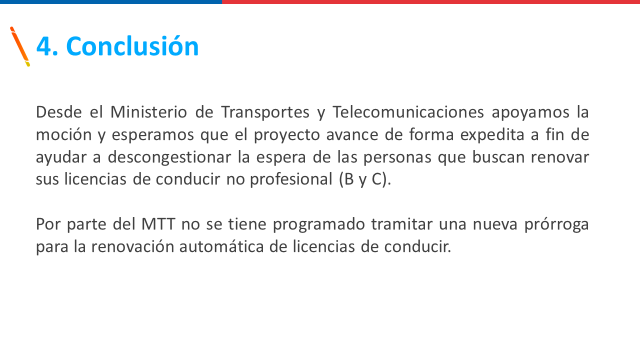 4. Conclusión
Desde el Ministerio de Transportes y Telecomunicaciones apoyamos la
moción y esperamos que el proyecto avance de forma expedita a fin de
ayudar a descongestionar la espera de las personas que buscan renovar
sus licencias de conducir no profesional (B y C).
Por parte del MTT no se tiene programado tramitar una nueva prórroga
para la renovación automática de licencias de conducir.